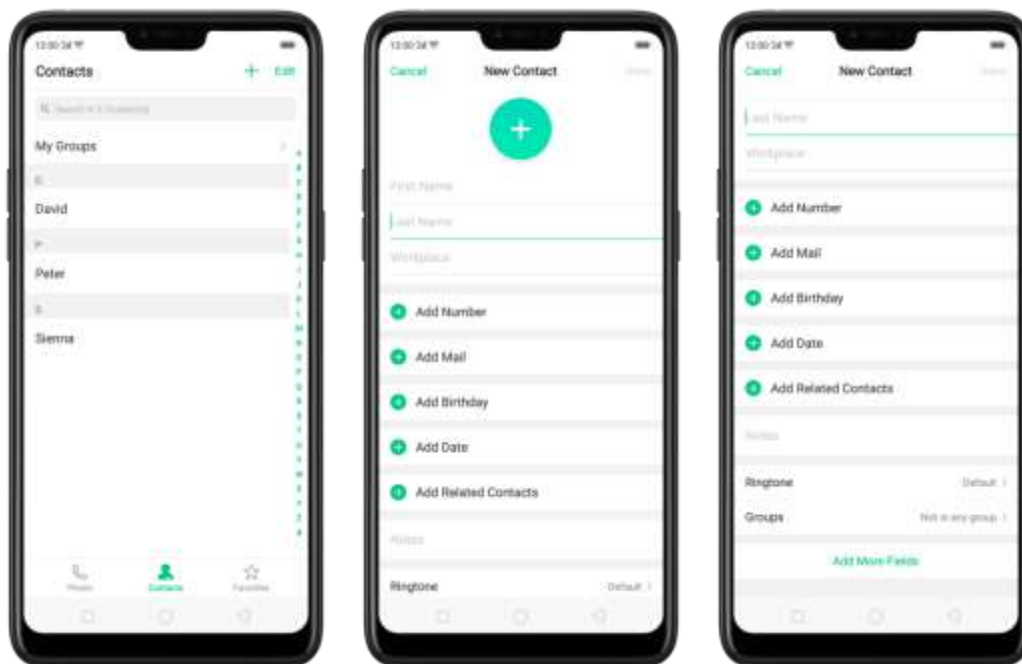 Contacts
Edit
My Groups
D
David
P
Peter
S
Sienna
Phone
Contacts
Favorites
Cancel
New Contact
First Name
Last Name
Workplace
Add Number
Add Mail
Add Birthday
Add Date
Add Related Contacts
Notes
Ringtone Default
Cancel
New Contact
Last Name
Workplace
Add Number
Add Mail
Add Birthday
Add Date
Add Related Contacts
Notes
Ringtone Default
Groups Not in any group
Add More Fields